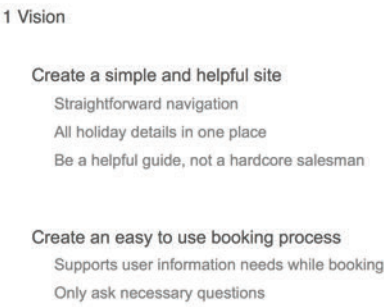 1 Vision
Create a simple and helpful site
Straightforward navigation
All holiday details in one place
Be a helpful guide, not a hardcore salesman
Create an easy to use booking process
Supports user information needs while booking
Only ask necessary questions